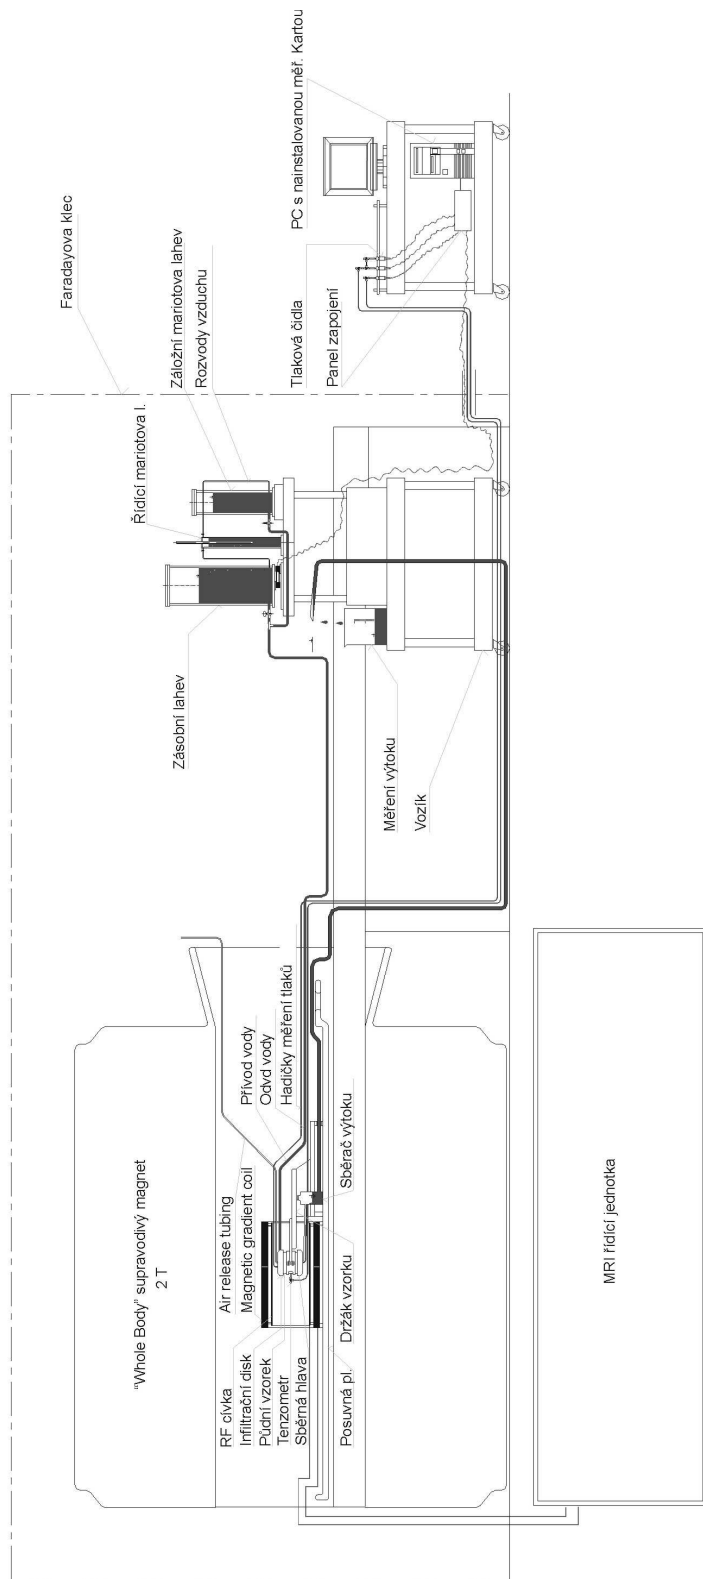 "Whole Body" supravodivý magnet
2 T
Air release tubing
Magnetic gradient coil
RF cívka
Infiltrační disk
Půdní vzorek
Tenzometr
Sběrná hlava
Posuvná pl.
Držák vzorku
Sběrač výtoku
Přívod vody
Odvd vody
Hadičky měření tlaků
MRI řídící jednotka
Zásobní lahev
Řídící mariotova l.
Záložní mariotova lahev
Rozvody vzduchu
Faradayova klec
Měření výtoku
Vozík
Tlaková čidla
Panel zapojení
PC s nainstalovanou měř. Kartou